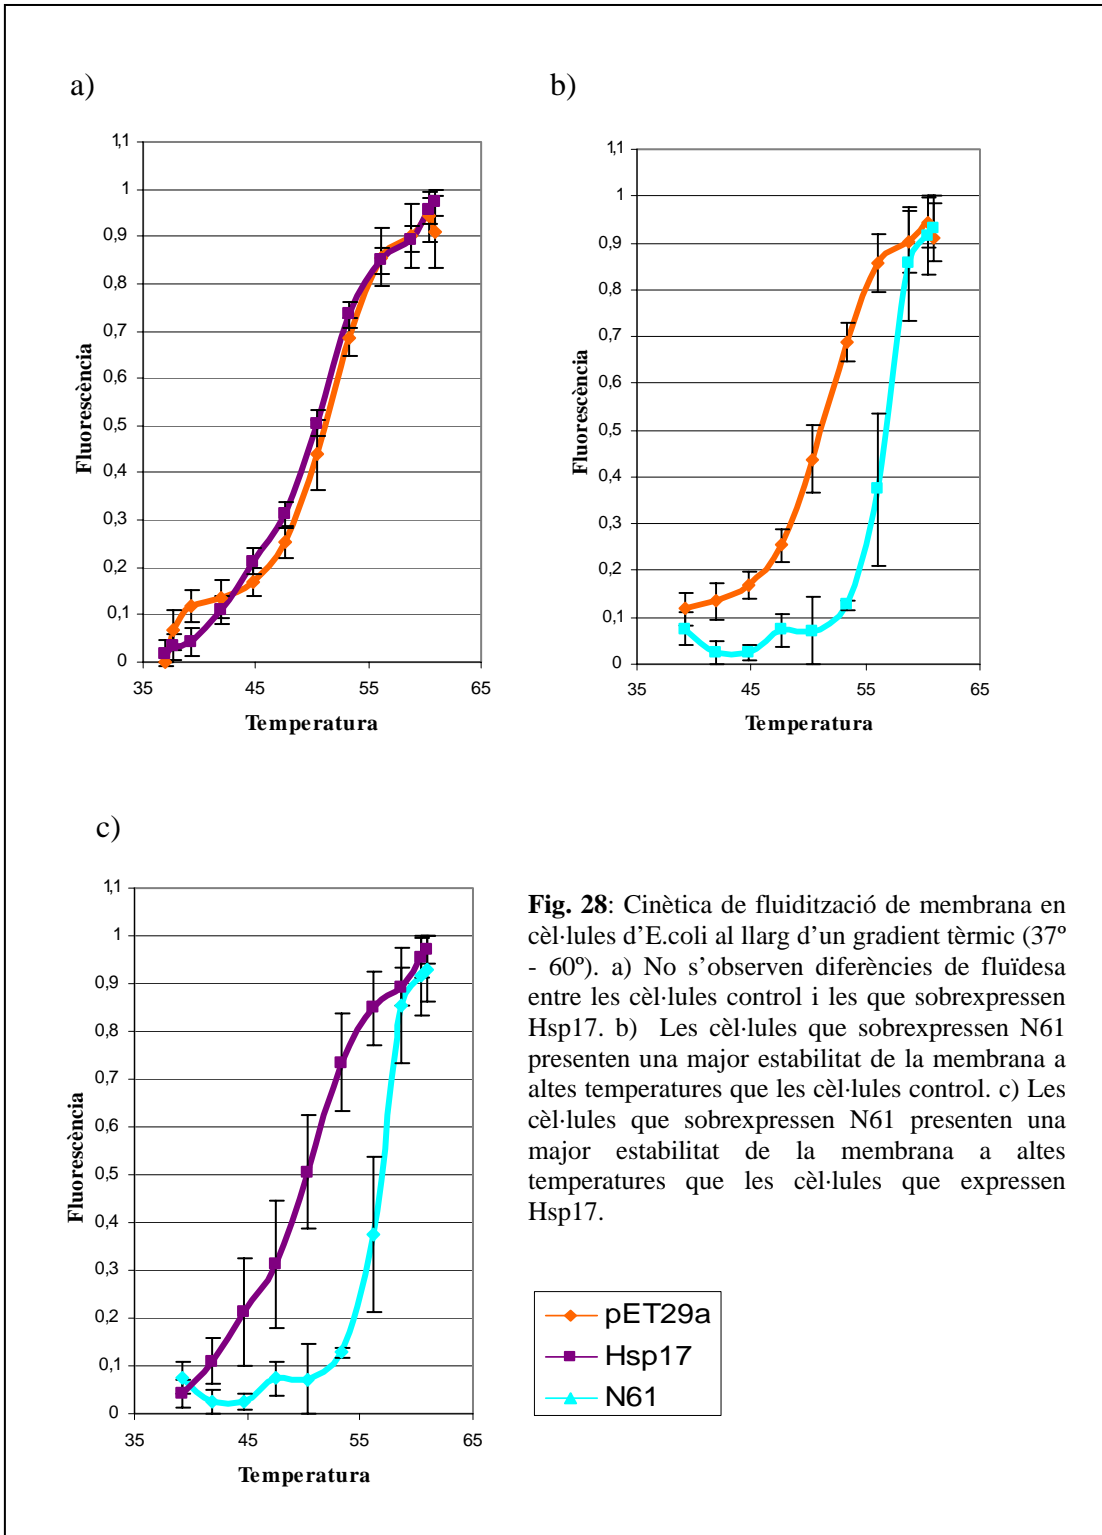 a)
1,1
1
0,9
0,8
0,7
0,6
0,5
0,4
0,3
0,2
0,1
0
35
45
55
65
Fluorescència
Temperatura
b)
1,1
1
0,9
0,8
0,7
0,6
0,5
0,4
0,3
0,2
0,1
0
35
45
55
65
Fluorescència
Temperatura
c)
1,1
1
0,9
0,8
0,7
0,6
0,5
0,4
0,3
0,2
0,1
0
35
45
55
65
Fluorescència
Temperatura
Fig. 28: Cinètica de fluidització de membrana en
cèl·lules d'E.coli al llarg d'un gradient tèrmic (37º
- 60º). a) No s'observen diferències de fluïdesa
entre les cèl·lules control i les que sobrexpressen
Hsp17. b) Les cèl·lules que sobrexpressen N61
presenten una major estabilitat de la membrana a
altes temperatures que les cèl·lules control. c) Les
cèl·lules que sobrexpressen N61 presenten una
major estabilitat de la membrana a altes
temperatures que les cèl·lules que expressen
Hsp17.
pET29a
Hsp17
N61